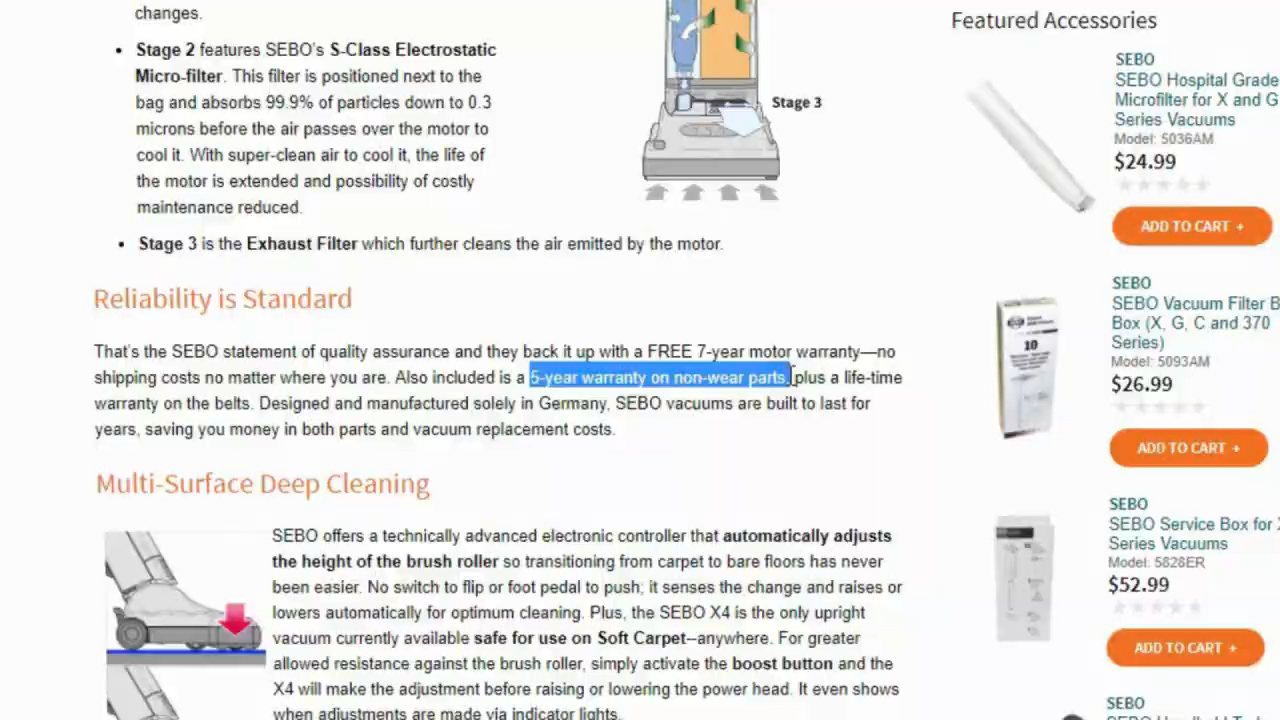 changes.
• Stage 2 features SEBO's S-Class Electrostatic
Micro-filter. This filter is positioned next to the
bag and absorbs 99.9% of particles down to 0.3
microns before the air passes over the motor to
cool it. With super-clean air to cool it, the life of
the motor is extended and possibility of costly
maintenance reduced.
Stage 3
• Stage 3 is the Exhaust Filter which further cleans the air emitted by the motor.
Reliability is Standard
That's the SEBO statement of quality assurance and they back it up with a FREE 7-year motor warranty—no
shipping costs no matter where you are. Also included is a 5-year warranty on non-wear parts, plus a life-time
warranty on the belts. Designed and manufactured solely in Germany, SEBO vacuums are built to last for
years, saving you money in both parts and vacuum replacement costs.
Multi-Surface Deep Cleaning
SEBO offers a technically advanced electronic controller that automatically adjusts
the height of the brush roller so transitioning from carpet to bare floors has never
been easier. No switch to flip or foot pedal to push; it senses the change and raises or
lowers automatically for optimum cleaning. Plus, the SEBO X4 is the only upright
vacuum currently available safe for use on Soft Carpet--anywhere. For greater
allowed resistance against the brush roller, simply activate the boost button and the
X4 will make the adjustment before raising or lowering the power head. It even shows
when adjustments are made via indicator lights.
Featured Accessories
SEBO
SEBO Hospital Grade
Microfilter for X and G
Series Vacuums
Model: 5036AM
$24.99
ADD TO CART +
SEBO
SEBO Vacuum Filter B
Box (X, G, C and 370
Series)
Model: 5093AM
10
$26.99
ADD TO CART +
SEBO
SEBO Service Box for X
Series Vacuums
Model: 5828ER
$52.99
ADD TO CART +
SEBO